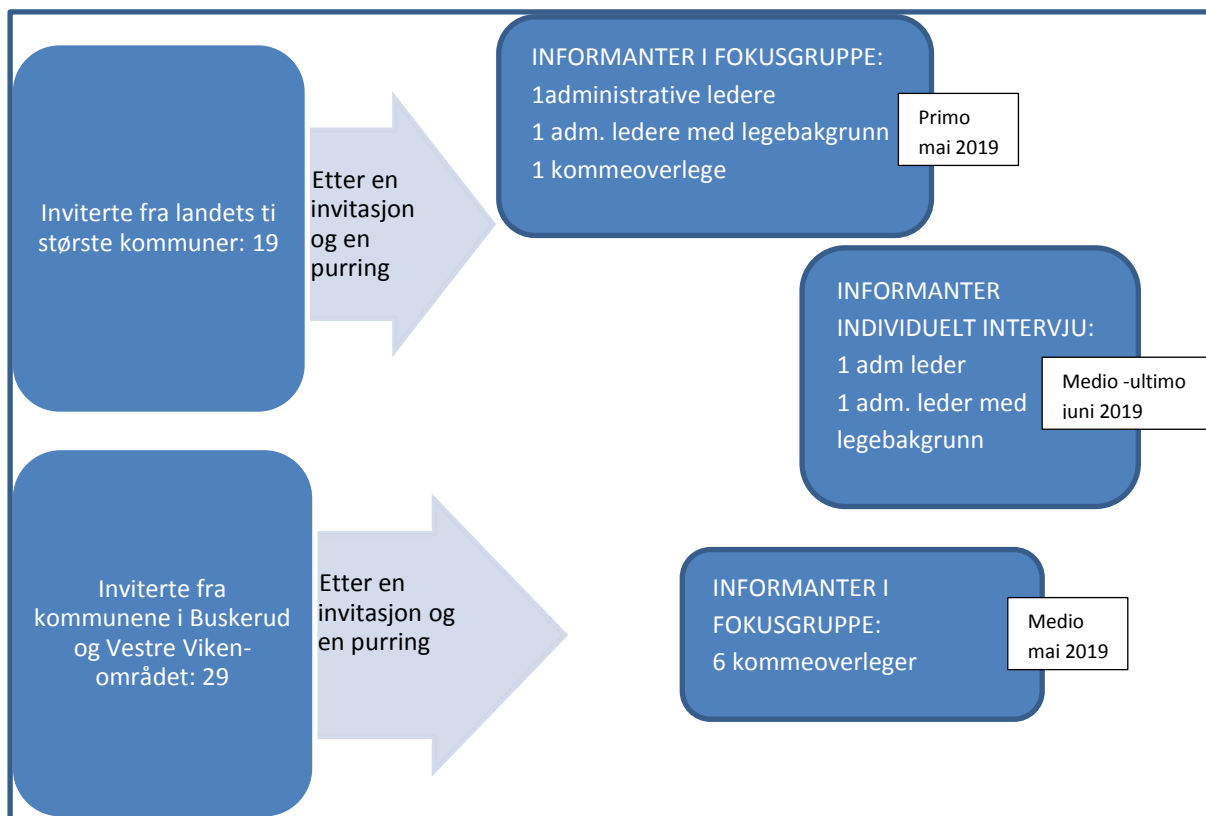 Inviterte fra landets ti
største kommuner: 19
Etter en
invitasjon
og en
purring
INFORMANTER I FOKUSGRUPPE:
1administrative ledere
1 adm. ledere med legebakgrunn
1 kommeoverlege
Primo
mai 2019
INFORMANTER
INDIVIDUELT INTERVJU:
1 adm leder
1 adm. leder med
legebakgrunn
Medio -ultimo
juni 2019
Inviterte fra
kommunene i Buskerud
og Vestre Viken-
området: 29
Etter en
invitasjon og
en purring
INFORMANTER I
FOKUSGRUPPE:
6 kommeoverleger
Medio
mai 2019